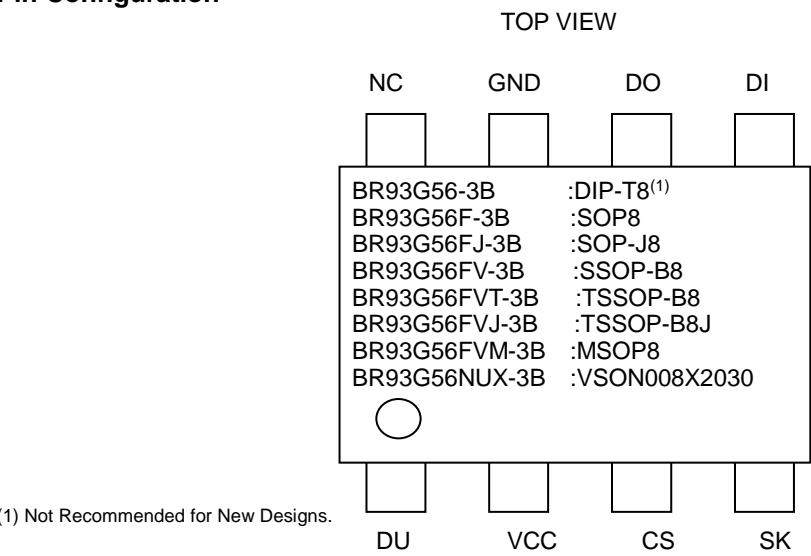 TOP VIEW
NC GND DO DI
BR93G56-3B :DIP-T8(1)
BR93G56F-3B :SOP8
BR93G56FJ-3B :SOP-J8
BR93G56FV-3B :SSOP-B8
BR93G56FVT-3B :TSSOP-B8
BR93G56FVJ-3B :TSSOP-B8J
BR93G56FVM-3B :MSOP8
BR93G56NUX-3B :VSON008X2030
(1) Not Recommended for New Designs.
DU VCC CS SK